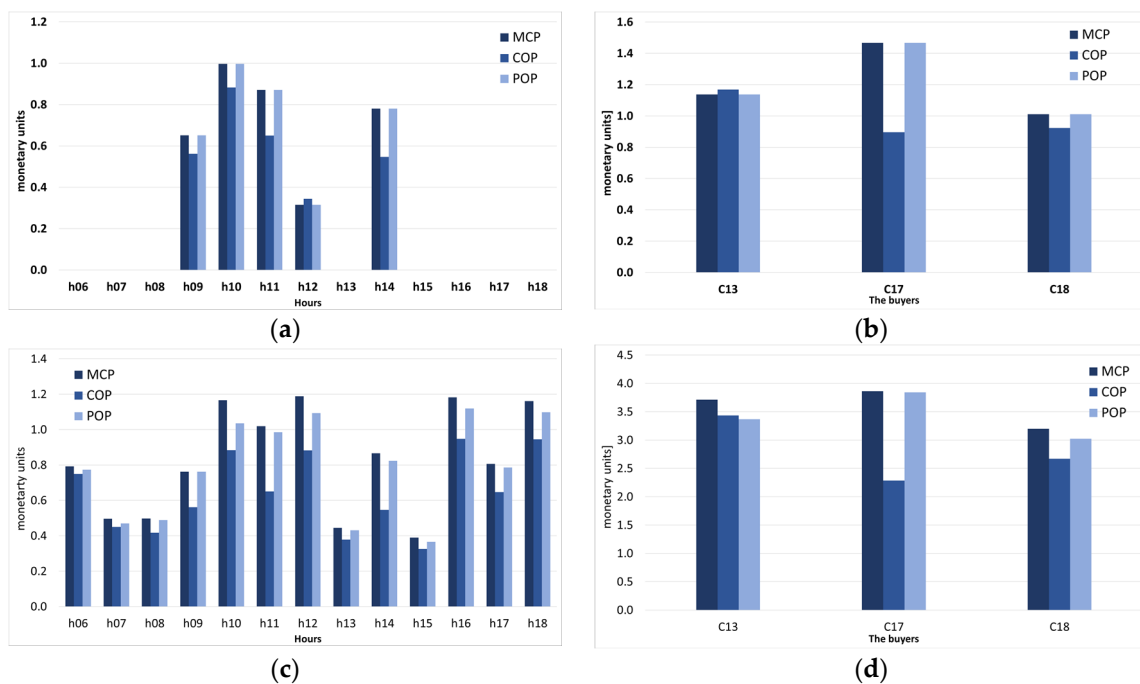 1.2
1.0
0.8
0.6
0.4
0.2
0.0
monetary units
MCP
COP
POP
h06 h07 h08 h09 h10 h11 h12 h13 h14 h15 h16 h17 h18
Hours
(a)
1.6
1.4
1.2
1.0
0.8
0.6
0.4
0.2
0.0
monetary units]
MCP
COP
POP
C13 C17 C18
The buyers
(b)
1.4
1.2
1.0
0.8
0.6
0.4
0.2
0.0
monetarty units
MCP
COP
POP
h06 h07 h08 h09 h10 h11 h12 h13 h14 h15 h16 h17 h18
Hours
(c)
4.5
4.0
3.5
3.0
2.5
2.0
1.5
1.0
0.5
0.0
monetary units]
MCP
COP
POP
C13 C17 C18
The buyers
(d)